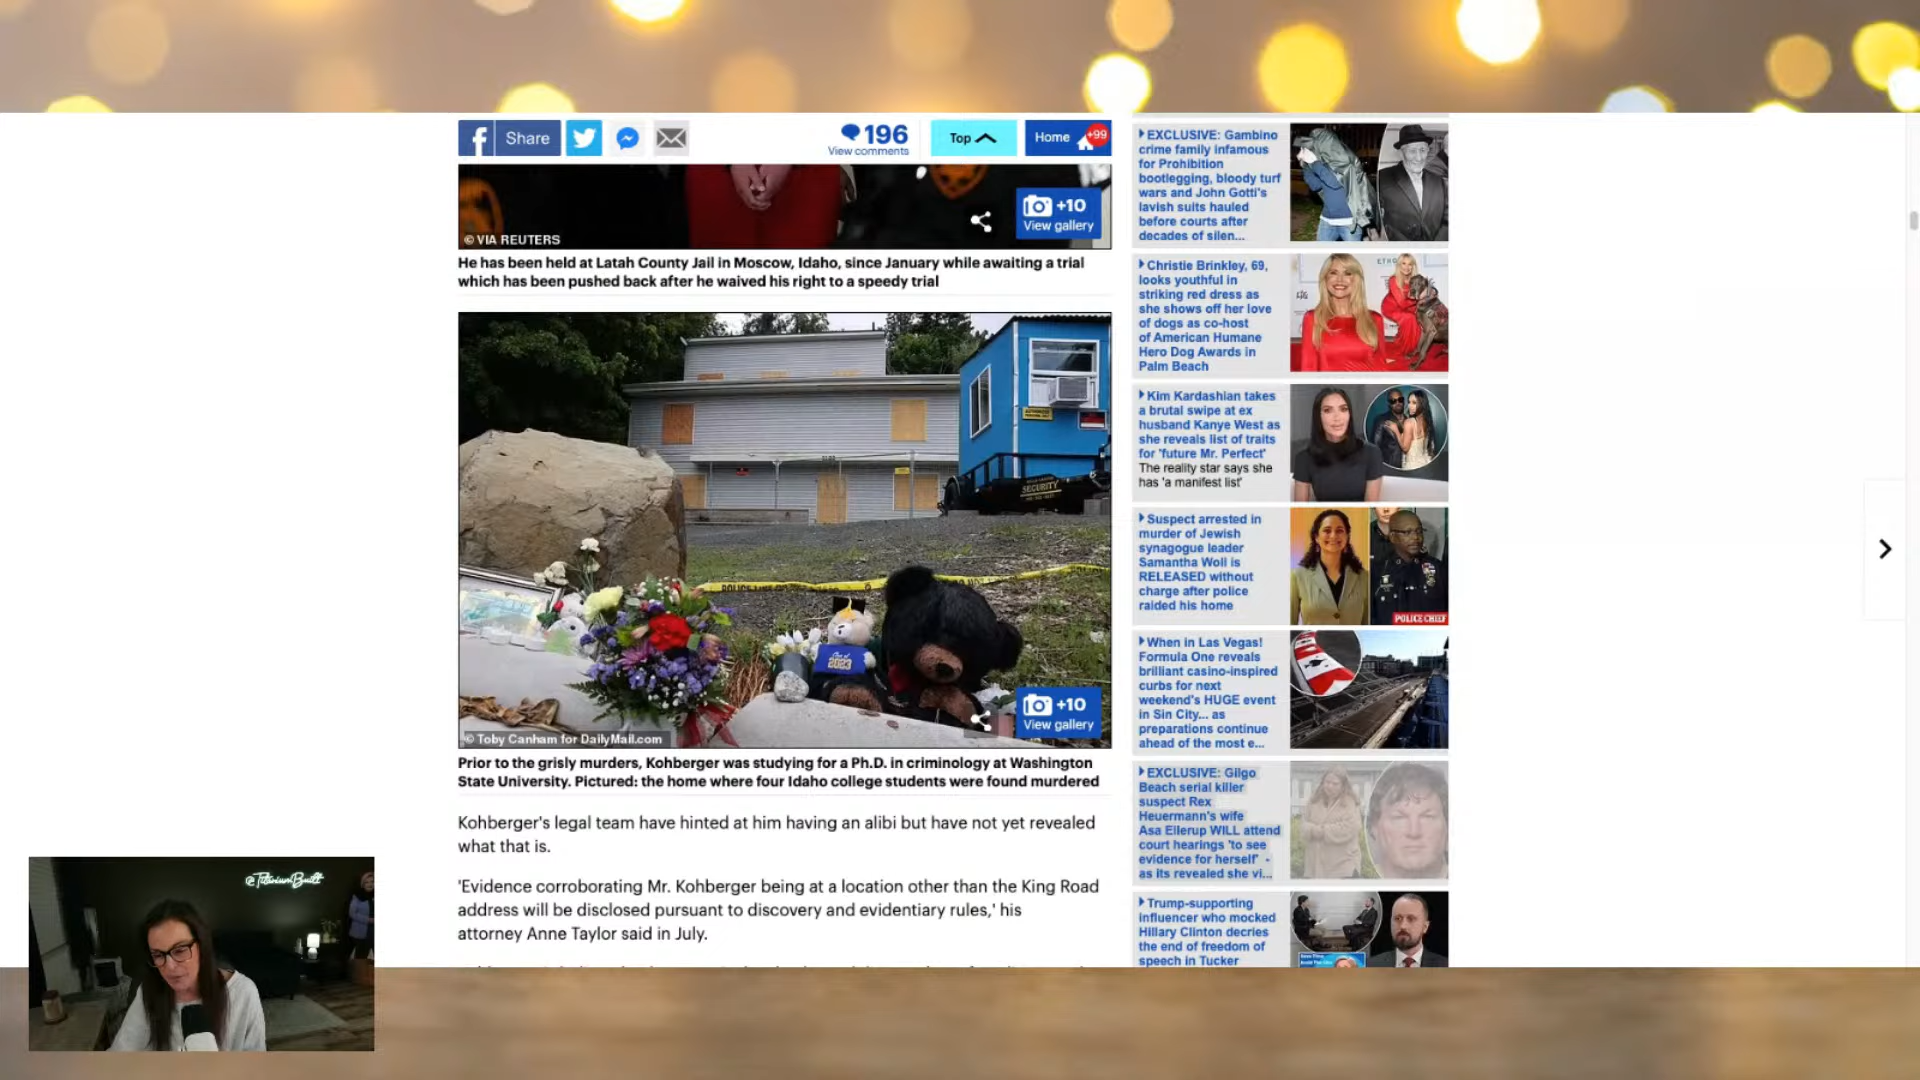 Share
196
View comments
Top
Home
+99
+10
View gallery
© VIA REUTERS
He has been held at Latah County Jail in Moscow, Idaho, since January while awaiting a trial
which has been pushed back after he waived his right to a speedy trial
SECURITY
Class of
2023
+10
View gallery
© Toby Canham for DailyMail.com
Prior to the grisly murders, Kohberger was studying for a Ph.D. in criminology at Washington
State University. Pictured: the home where four Idaho college students were found murdered
Kohberger's legal team have hinted at him having an alibi but have not yet revealed
what that is.
'Evidence corroborating Mr. Kohberger being at a location other than the King Road
address will be disclosed pursuant to discovery and evidentiary rules,' his
attorney Anne Taylor said in July.
EXCLUSIVE: Gambino
crime family infamous
for Prohibition
bootlegging, bloody turf
wars and John Gotti's
lavish suits hauled
before courts after
decades of silen...
Christie Brinkley, 69,
looks youthful in
striking red dress as
she shows off her love
of dogs as co-host
of American Humane
Hero Dog Awards in
Palm Beach
Kim Kardashian takes
a brutal swipe at ex
husband Kanye West as
she reveals list of traits
for 'future Mr. Perfect'
The reality star says she
has 'a manifest list'
Suspect arrested in
murder of Jewish
synagogue leader
Samantha Woll is
RELEASED without
charge after police
raided his home
POLICE CHIEF
When in Las Vegas!
Formula One reveals
brilliant casino-inspired
curbs for next
weekend's HUGE event
in Sin City... as
preparations continue
ahead of the most e...
EXCLUSIVE: Gilgo
Beach serial killer
suspect Rex
Heuermann's wife
Asa Ellerup WILL attend
court hearings 'to see
evidence for herself' -
as its revealed she vi...
Trump-supporting
influencer who mocked
Hillary Clinton decries
the end of freedom of
speech in Tucker
@TitaniumBuilt